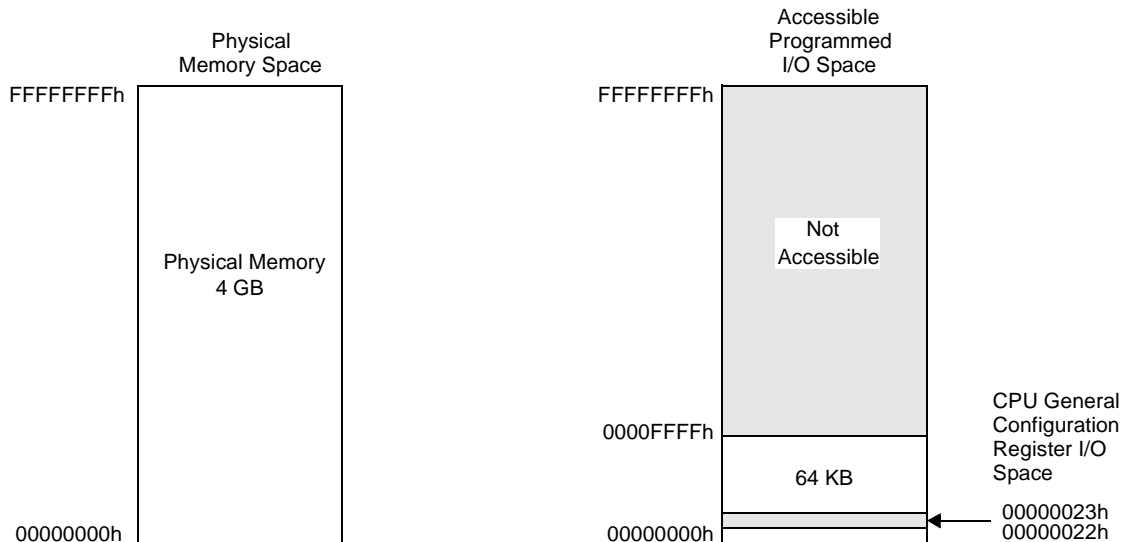 Physical
Memory Space
FFFFFFFFh
Physical Memory
4 GB
00000000h
Accessible
Programmed
I/O Space
FFFFFFFFh
Not
Accessible
0000FFFFh
64 KB
00000000h
CPU General
Configuration
Register I/O
Space
00000023h
00000022h